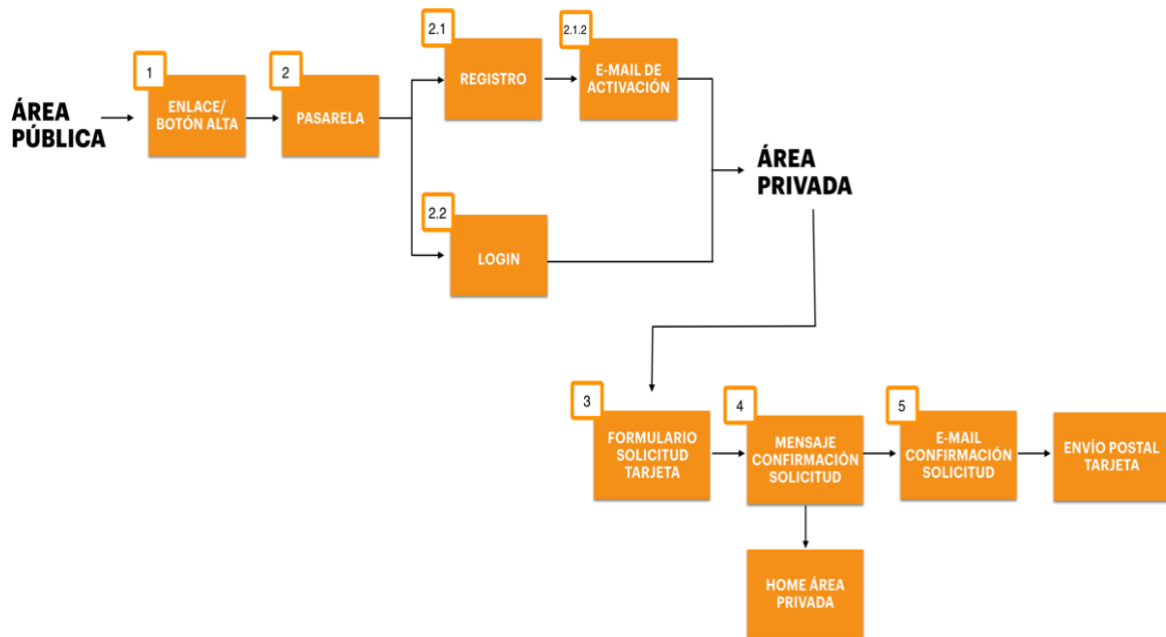 ÁREA
PÚBLICA
1
ENLACE/
BOTÓN ALTA
2
PASARELA
2.1
REGISTRO
2.1.2
E-MAIL DE
ACTIVACIÓN
2.2
LOGIN
ÁREA
PRIVADA
3
FORMULARIO
SOLICITUD
TARJETA
4
MENSAJE
CONFIRMACIÓN
SOLICITUD
5
E-MAIL
CONFIRMACIÓN
SOLICITUD
ENVÍO POSTAL
TARJETA
HOME ÁREA
PRIVADA